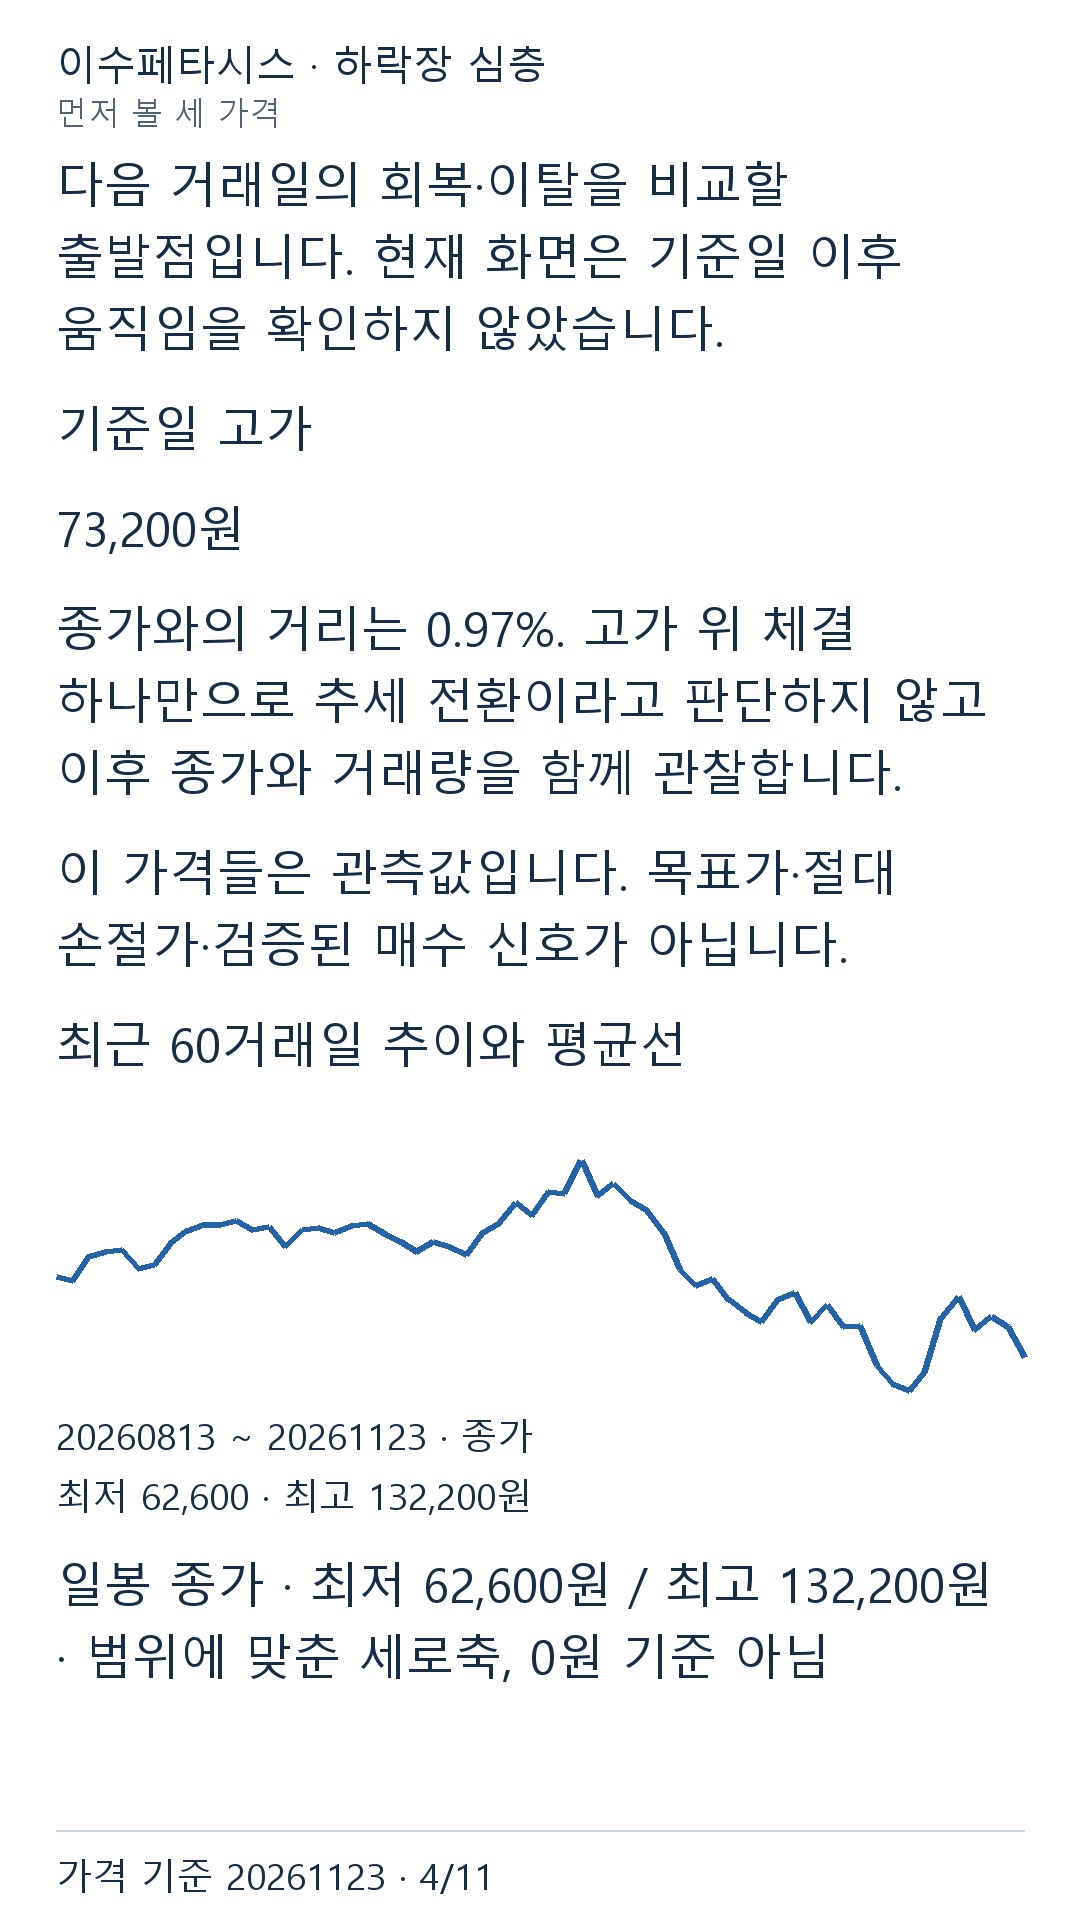 이수페타시스 · 하락장 심층
먼저 볼 세 가격
다음 거래일의 회복·이탈을 비교할
출발점입니다. 현재 화면은 기준일 이후
움직임을 확인하지 않았습니다.
기준일 고가
73,200원
종가와의 거리는 0.97%. 고가 위 체결
하나만으로 추세 전환이라고 판단하지 않고
이후 종가와 거래량을 함께 관찰합니다.
이 가격들은 관측값입니다. 목표가·절대
손절가·검증된 매수 신호가 아닙니다.
최근 60거래일 추이와 평균선
20260813 ~ 20261123 · 종가
최저 62,600 · 최고 132,200원
일봉 종가 · 최저 62,600원 / 최고 132,200원
· 범위에 맞춘 세로축, 0원 기준 아님
가격 기준 20261123 · 4/11